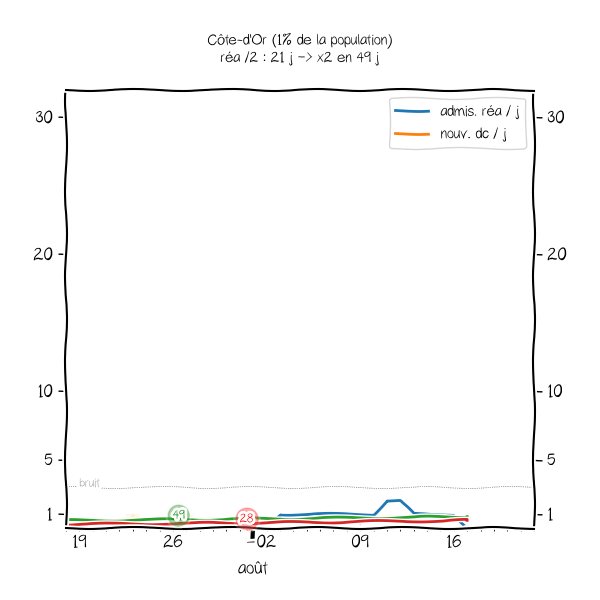 Côte-d'Or (1% de la population)
réa /2 : 21 j -> x2 en 49 j
admis. réa / j
nouv. dc / j
30
30
20
20
10
10
5
5
bruit
1
49
28
1
19
26
02
09
16
août